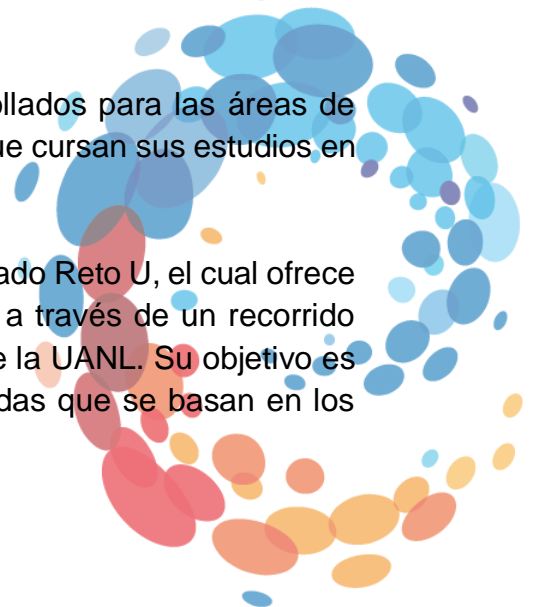 ollados para las áreas de
ue cursan sus estudios en
ado Reto U, el cual ofrece
a través de un recorrido
e la UANL. Su objetivo es
das que se basan en los